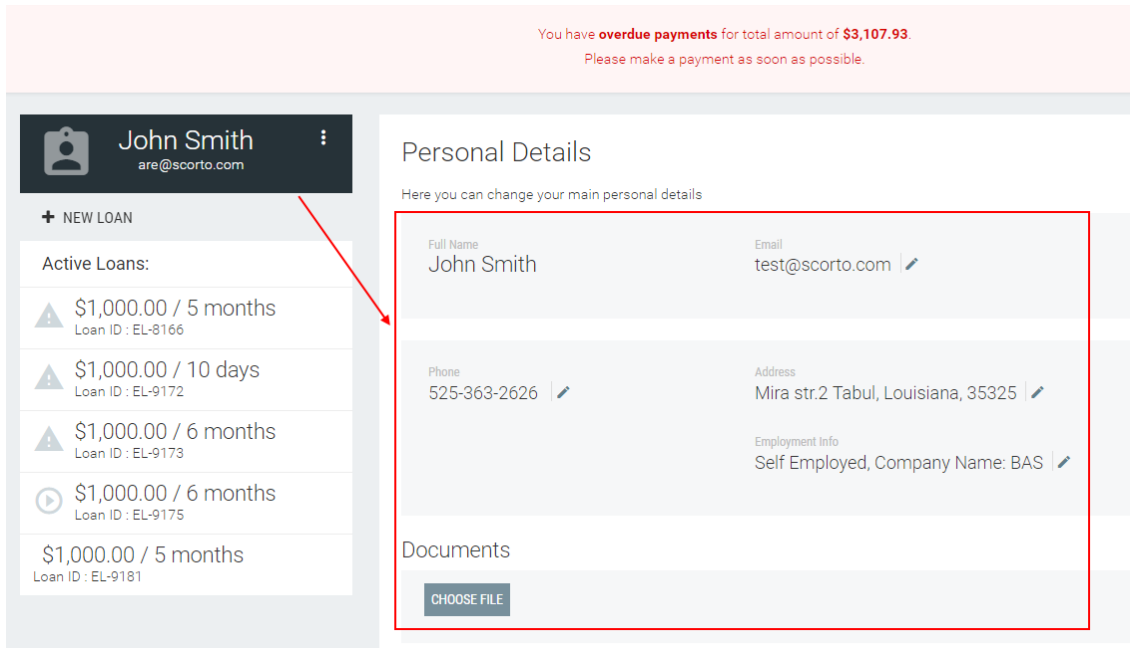 You have overdue payments for total amount of $3,107.93.
Please make a payment as soon as possible.
John Smith
are@scorto.com
NEW LOAN
Active Loans:
$1,000.00 / 5 months
Loan ID : EL-8166
$1,000.00 / 10 days
Loan ID : EL-9172
$1,000.00 / 6 months
Loan ID : EL-9173
$1,000.00 / 6 months
Loan ID : EL-9175
$1,000.00 / 5 months
Loan ID : EL-9181
Personal Details
Here you can change your main personal details
Full Name
John Smith
Email
test@scorto.com
Phone
525-363-2626
Address
Mira str.2 Tabul, Louisiana, 35325
Employment Info
Self Employed, Company Name: BAS
Documents
CHOOSE FILE